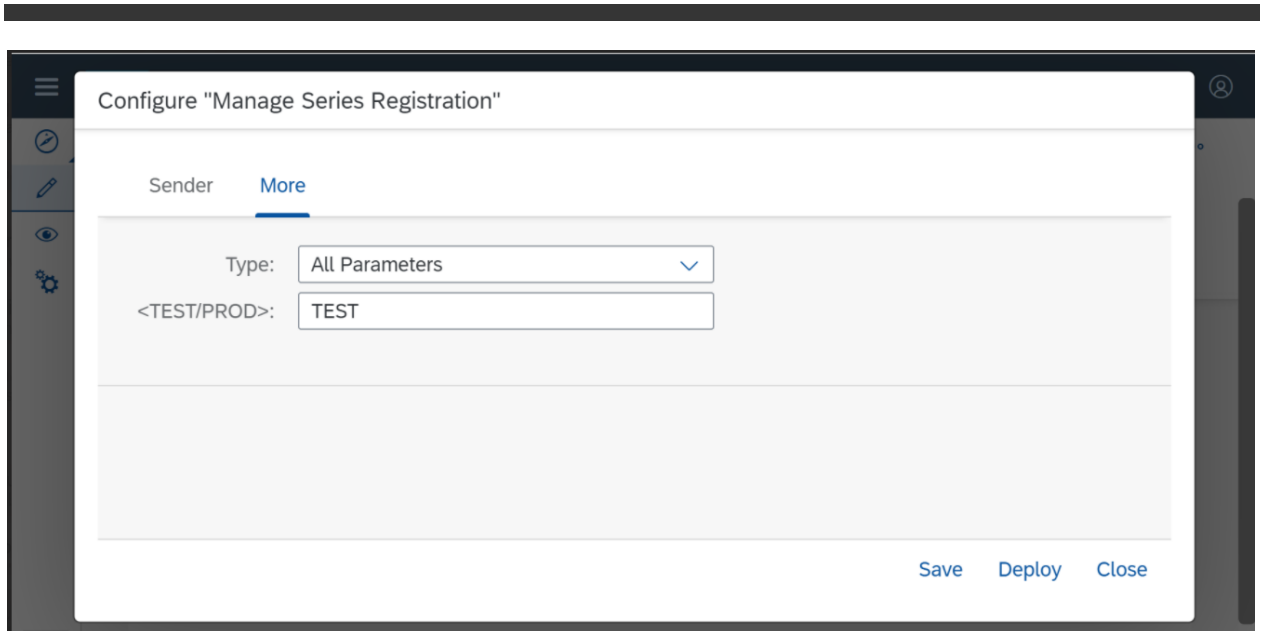 Configure "Manage Series Registration"
Sender More
Type: All Parameters
<TEST/PROD>: TEST
Save Deploy Close